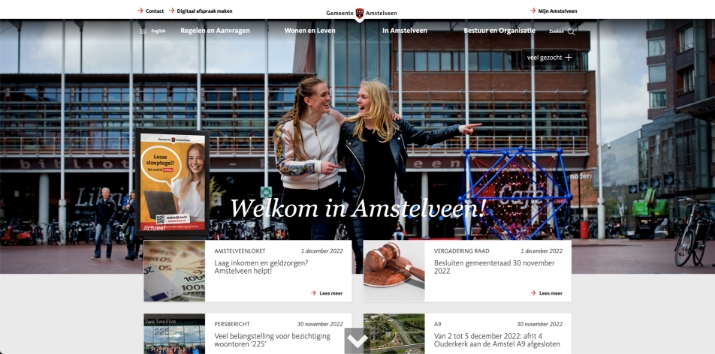 Contact
Digitaal afspraak maken
Gemeente Amstelveen
Mijn Amstelveen
English
Regelen en Aanvragen
Wonen en Leven
In Amstelveen
Bestuur en Organisatie
Zoeken
veel gezocht
Welkom in Amstelveen!
Actueel
AMSTELVEENLOKET
1 december 2022
Laag inkomen en geldzorgen?
Amstelveen helpt!
Lees meer
VERGADERING RAAD
1 december 2022
Besluiten gemeenteraad 30 november
2022
Lees meer
PERSBERICHT
30 november 2022
Veel belangstelling voor bezichtiging
woontoren '225'
A9
30 november 2022
Van 2 tot 5 december 2022: afrit 4
Ouderkerk aan de Amstel A9 afgesloten